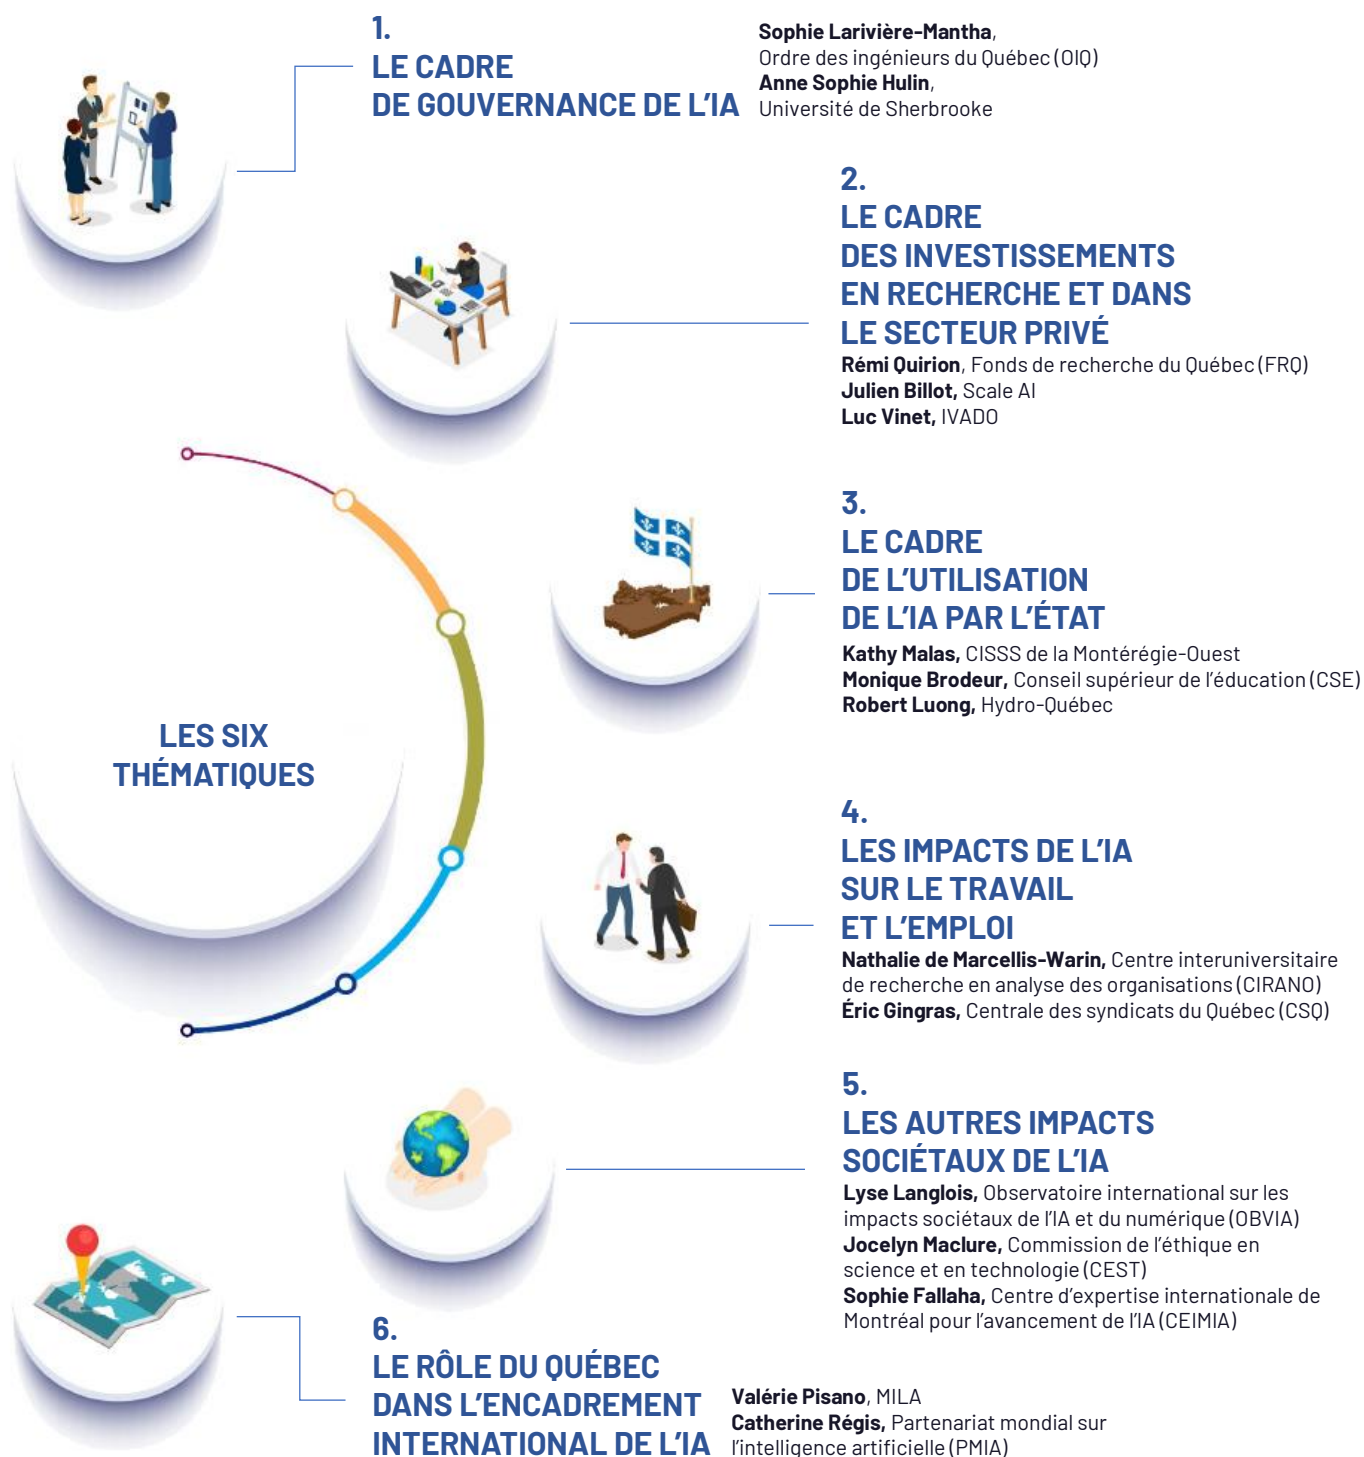 1.
LE CADRE
DE GOUVERNANCE DE L'IA
Sophie Larivière-Mantha,
Ordre des ingénieurs du Québec (OIQ)
Anne Sophie Hulin,
Université de Sherbrooke
2.
LE CADRE
DES INVESTISSEMENTS
EN RECHERCHE ET DANS
LE SECTEUR PRIVÉ
Rémi Quirion, Fonds de recherche du Québec (FRQ)
Julien Billot, Scale AI
Luc Vinet, IVADO
3.
LE CADRE
DE L'UTILISATION
DE L'IA PAR L'ÉTAT
Kathy Malas, CISSS de la Montérégie-Ouest
Monique Brodeur, Conseil supérieur de l'éducation (CSE)
Robert Luong, Hydro-Québec
LES SIX
THÉMATIQUES
4.
LES IMPACTS DE L'IA
SUR LE TRAVAIL
ET L'EMPLOI
Nathalie de Marcellis-Warin, Centre interuniversitaire
de recherche en analyse des organisations (CIRANO)
Éric Gingras, Centrale des syndicats du Québec (CSQ)
5.
LES AUTRES IMPACTS
SOCIÉTAUX DE L'IA
Lyse Langlois, Observatoire international sur les
impacts sociétaux de l'IA et du numérique (OBVIA)
Jocelyn Maclure, Commission de l'éthique en
science et en technologie (CEST)
Sophie Fallaha, Centre d'expertise internationale de
Montréal pour l'avancement de l'IA (CEIMIA)
6.
LE RÔLE DU QUÉBEC
DANS L'ENCADREMENT
INTERNATIONAL DE L'IA
Valérie Pisano, MILA
Catherine Régis, Partenariat mondial sur
l'intelligence artificielle (PMIA)